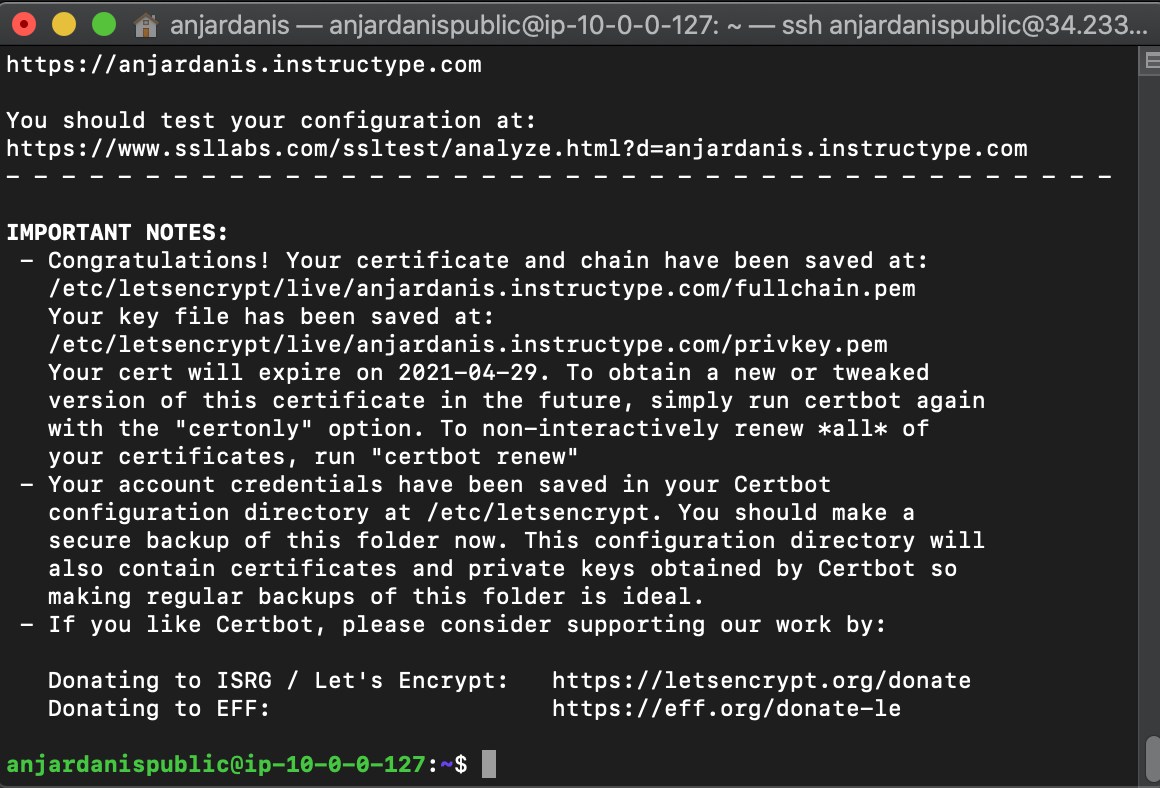 anjardanis — anjardanispublic@ip-10-0-0-127: ~ — ssh anjardanispublic@34.233...
https://anjardanis.instructype.com
You should test your configuration at:
https://www.ssllabs.com/ssltest/analyze.html?d=anjardanis.instructype.com
- - - - - - - - - - - - - - - - - - - - - - - - - - - - - - - - - - - - - - - -
IMPORTANT NOTES:
- Congratulations! Your certificate and chain have been saved at:
/etc/letsencrypt/live/anjardanis.instructype.com/fullchain.pem
Your key file has been saved at:
/etc/letsencrypt/live/anjardanis.instructype.com/privkey.pem
Your cert will expire on 2021-04-29. To obtain a new or tweaked
version of this certificate in the future, simply run certbot again
with the "certonly" option. To non-interactively renew *all* of
your certificates, run "certbot renew"
- Your account credentials have been saved in your Certbot
configuration directory at /etc/letsencrypt. You should make a
secure backup of this folder now. This configuration directory will
also contain certificates and private keys obtained by Certbot so
making regular backups of this folder is ideal.
- If you like Certbot, please consider supporting our work by:
Donating to ISRG / Let's Encrypt:   https://letsencrypt.org/donate
Donating to EFF:                    https://eff.org/donate-le
anjardanispublic@ip-10-0-0-127:~$